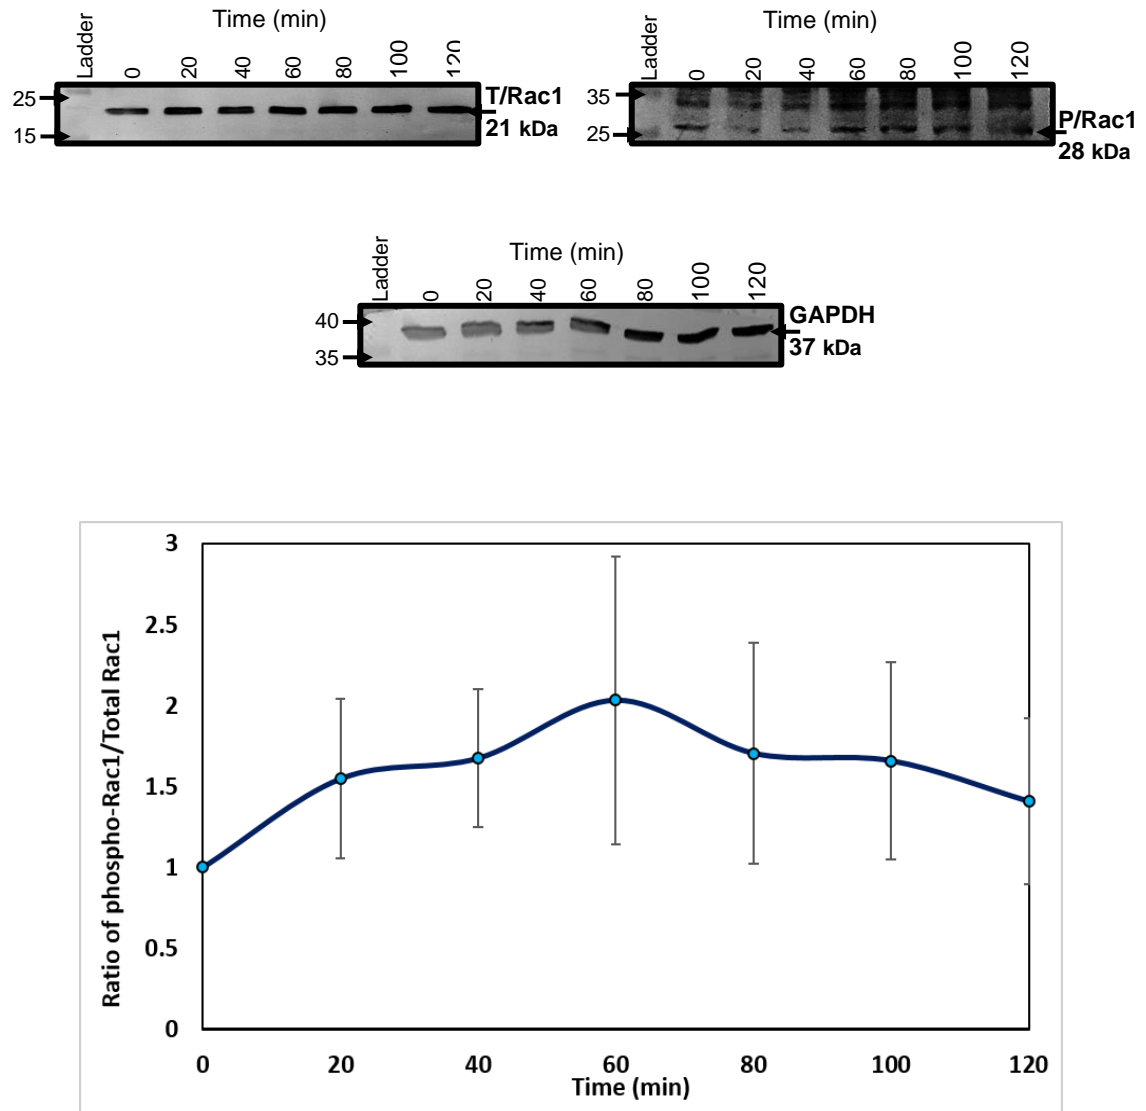 Time (min)
Ladder 0 20 40 60 80 100 120
25
15
T/Rac1
21 kDa
Time (min)
Ladder 0 20 40 60 80 100 120
35
25
P/Rac1
28 kDa
Time (min)
Ladder 0 20 40 60 80 100 120
40
35
GAPDH
37 kDa
Ratio of phospho-Rac1/Total Rac1
3
2.5
2
1.5
1
0.5
0
0 20 40 60 80 100 120
Time (min)